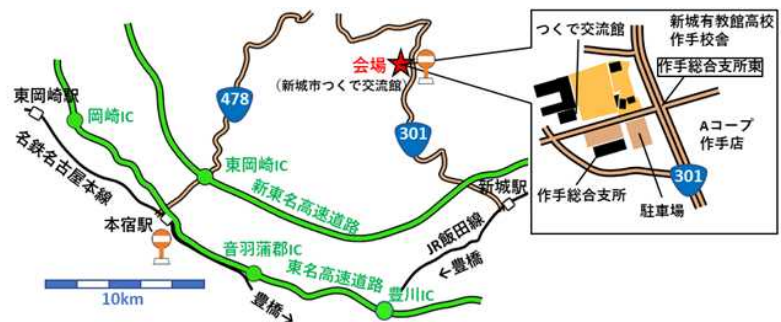 会場
(新城市つくで交流館)
478
301
東岡崎駅
岡崎IC
名鉄名古屋本線
東岡崎IC
新東名高速道路
本宿駅
音羽蒲郡IC
東名高速道路
豊川IC
豊橋→
新城駅
JR飯田線
←豊橋
10km
つくで交流館
新城有教館高校
作手校舎
作手総合支所東
Aコープ
作手店
301
作手総合支所
駐車場